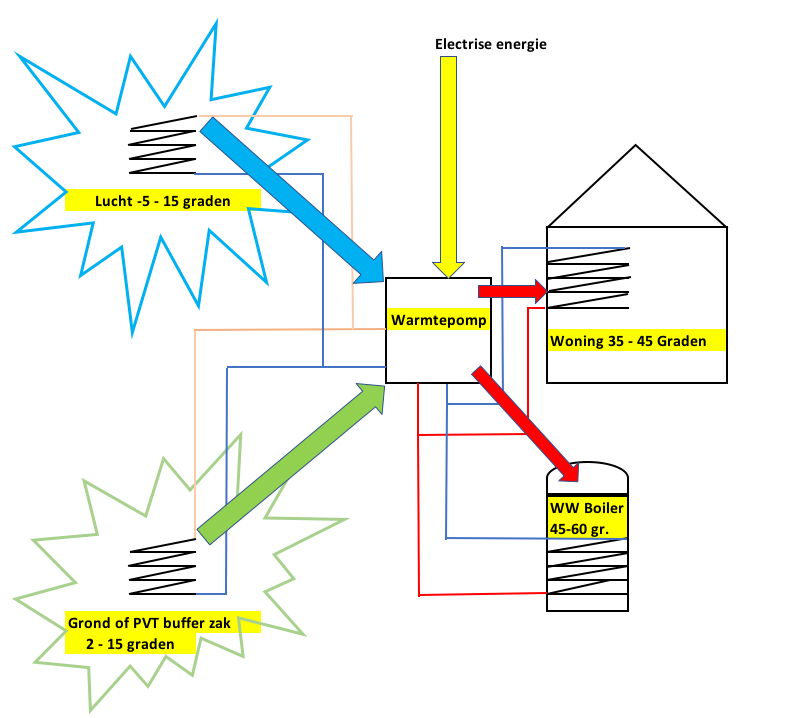 Electrise energie
Lucht -5 - 15 graden
Warmtepomp
Woning 35 - 45 Graden
WW Boiler
45-60 gr.
Grond of PVT buffer zak
2 - 15 graden